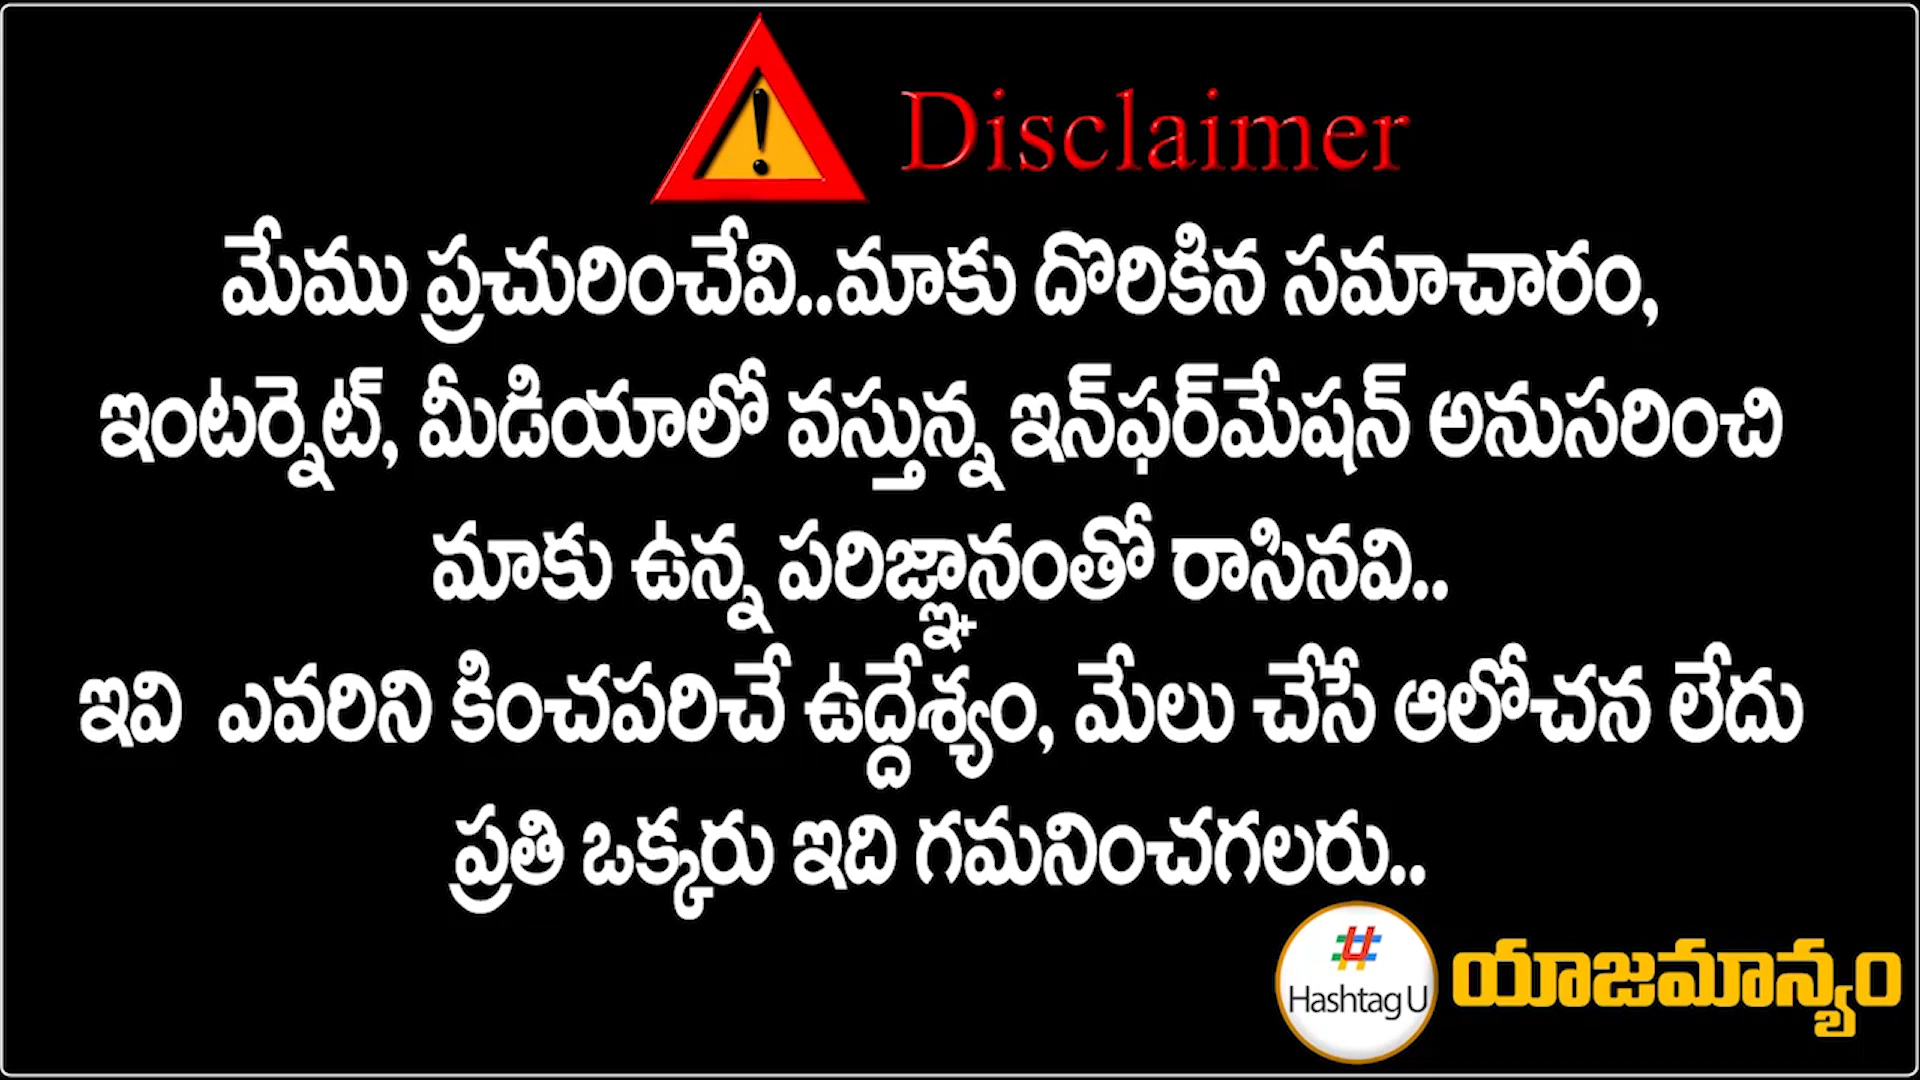 Disclaimer
మేము ప్రచురించేవి..మాకు దొరికిన సమాచారం,
ఇంటర్నెట్, మీడియాలో వస్తున్న ఇన్‌ఫర్‌మేషన్ అనుసరించి
మాకు ఉన్న పరిజ్ఞానంతో రాసినవి..
ఇవి ఎవరిని కించపరిచే ఉద్దేశ్యం, మేలు చేసే ఆలోచన లేదు
ప్రతి ఒక్కరు ఇది గమనించగలరు..
Hashtag U
యాజమాన్యం